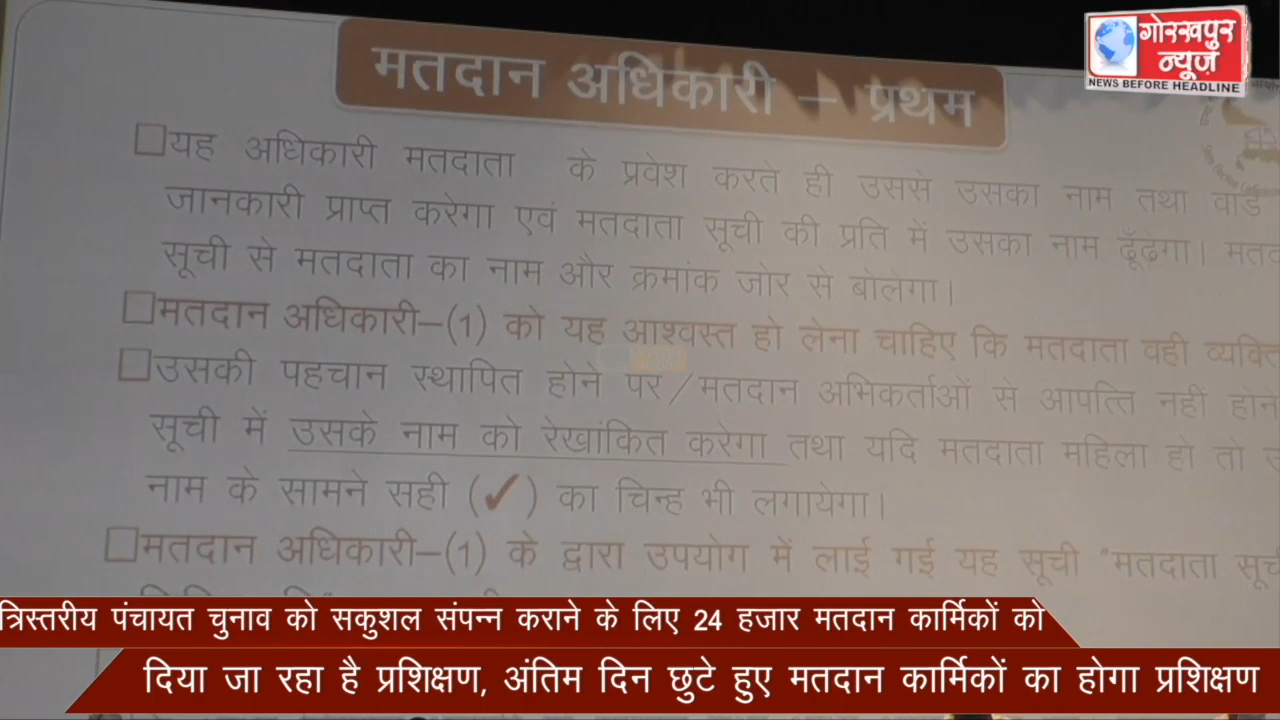 गोरखपुर
न्यूज़
NEWS BEFORE HEADLINE
मतदान अधिकारी – प्रथम
यह अधिकारी मतदाता के प्रवेश करते ही उससे उसका नाम तथा वार्ड
जानकारी प्राप्त करेगा एवं मतदाता सूची की प्रति में उसका नाम ढूँढ़ेगा। मतद
सूची से मतदाता का नाम और क्रमांक जोर से बोलेगा।
मतदान अधिकारी–(1) को यह आश्वस्त हो लेना चाहिए कि मतदाता वही व्यक्ति
उसकी पहचान स्थापित होने पर/मतदान अभिकर्ताओं से आपत्ति नहीं होने
सूची में उसके नाम को रेखांकित करेगा तथा यदि मतदाता महिला हो तो
नाम के सामने सही (✓) का चिन्ह भी लगायेगा।
मतदान अधिकारी–(1) के द्वारा उपयोग में लाई गई यह सूची "मतदाता सूची
त्रिस्तरीय पंचायत चुनाव को सकुशल संपन्न कराने के लिए 24 हजार मतदान कार्मिकों को
दिया जा रहा है प्रशिक्षण, अंतिम दिन छुटे हुए मतदान कार्मिकों का होगा प्रशिक्षण